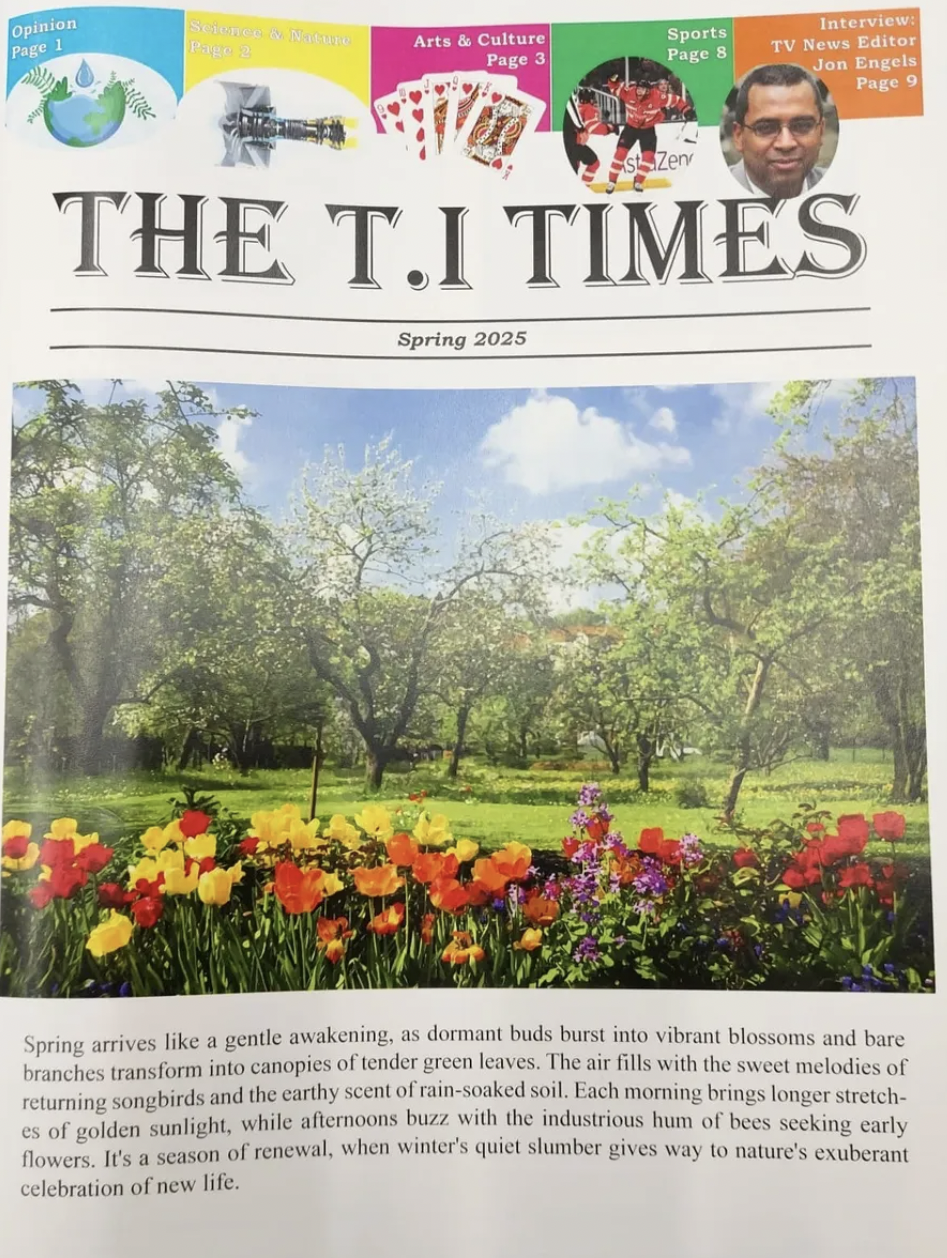 Opinion
Page 1
Science & Nature
Page 2
Arts & Culture
Page 3
Sports
Page 8
Interview:
TV News Editor
Jon Engels
Page 9
THE T.I TIMES
Spring 2025
Spring arrives like a gentle awakening, as dormant buds burst into vibrant blossoms and bare
branches transform into canopies of tender green leaves. The air fills with the sweet melodies of
returning songbirds and the earthy scent of rain-soaked soil. Each morning brings longer stretch-
es of golden sunlight, while afternoons buzz with the industrious hum of bees seeking early
flowers. It's a season of renewal, when winter's quiet slumber gives way to nature's exuberant
celebration of new life.